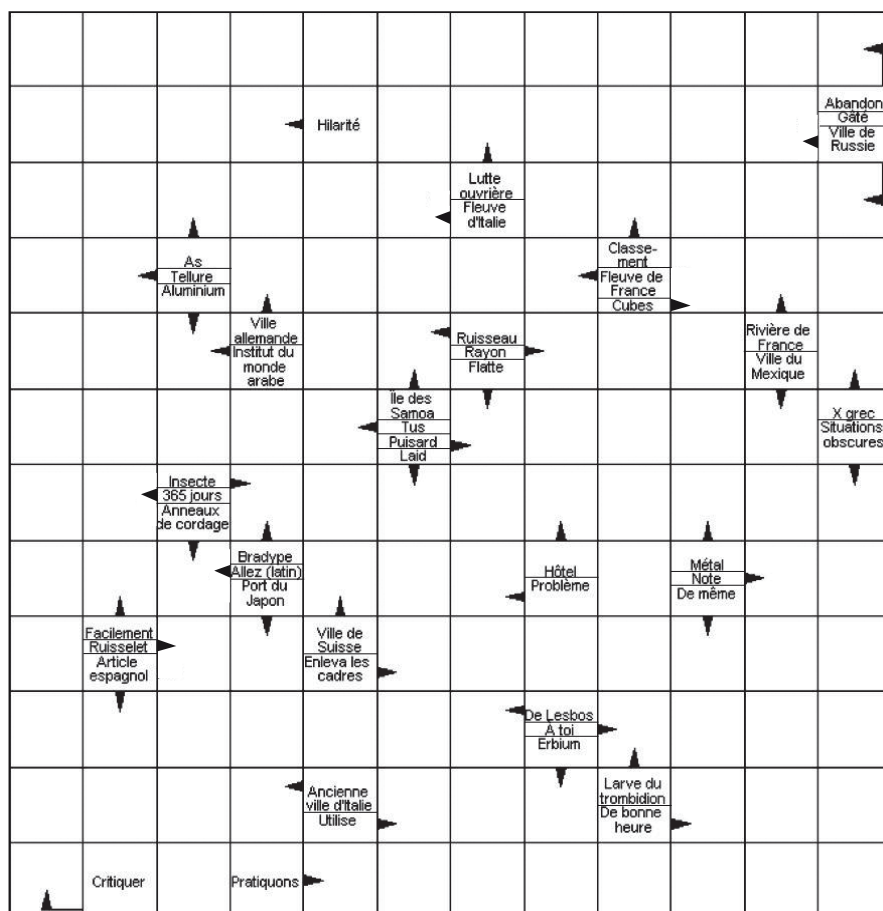 Hilarité
Abandon
Gâté
Ville de
Russie
Lutte
ouvrière
Fleuve
d'Italie
As
Tellure
Aluminium
Classe-
ment
Fleuve de
France
Cubes
Ville
allemande
Institut du
monde
arabe
Ruisseau
Rayon
Flatte
Rivière de
France
Ville du
Mexique
Île des
Samoa
Tus
Puisard
Laid
X grec
Situations
obscures
Insecte
365 jours
Anneaux
de cordage
Bradype
Allez (latin)
Port du
Japon
Hôtel
Problème
Métal
Note
De même
Facilement
Ruisselet
Article
espagnol
Ville de
Suisse
Enleva les
cadres
De Lesbos
À toi
Erbium
Ancienne
ville d'Italie
Utilise
Larve du
trombidion
De bonne
heure
Critiquer
Pratiquons